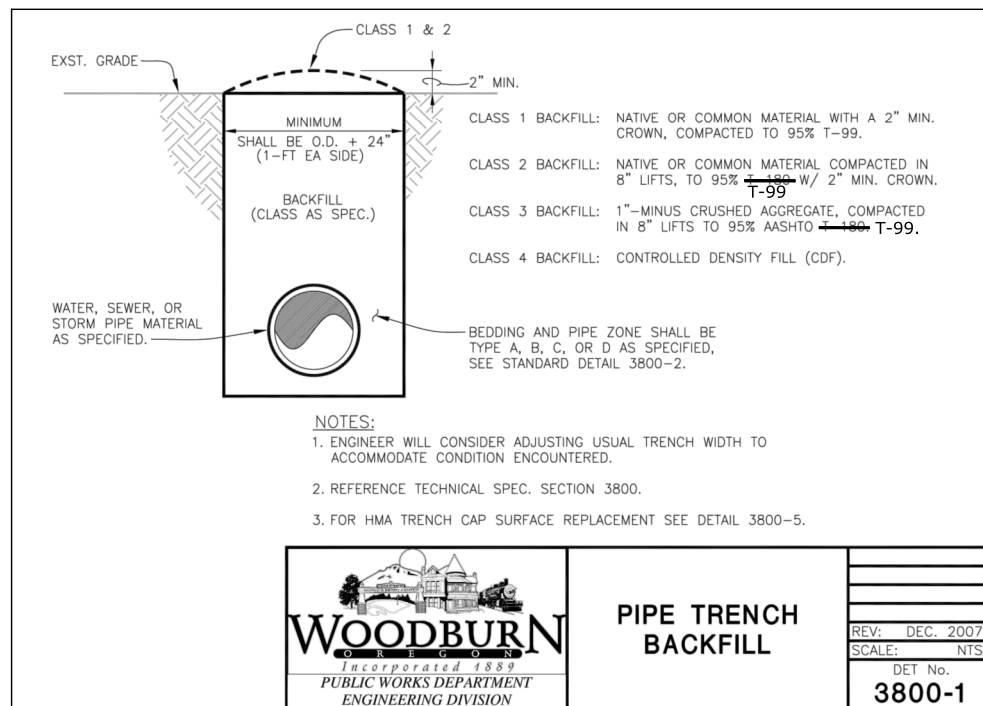 CLASS 1 & 2
EXST. GRADE
2" MIN.
MINIMUM
SHALL BE O.D. + 24"
(1-FT EA SIDE)
BACKFILL
(CLASS AS SPEC.)
CLASS 1 BACKFILL: NATIVE OR COMMON MATERIAL WITH A 2" MIN.
CROWN, COMPACTED TO 95% T-99.
CLASS 2 BACKFILL: NATIVE OR COMMON MATERIAL COMPACTED IN
8" LIFTS, TO 95% T-180 W/ 2" MIN. CROWN.
T-99
CLASS 3 BACKFILL: 1"-MINUS CRUSHED AGGREGATE, COMPACTED
IN 8" LIFTS TO 95% AASHTO T-180. T-99.
CLASS 4 BACKFILL: CONTROLLED DENSITY FILL (CDF).
WATER, SEWER, OR
STORM PIPE MATERIAL
AS SPECIFIED.
BEDDING AND PIPE ZONE SHALL BE
TYPE A, B, C, OR D AS SPECIFIED,
SEE STANDARD DETAIL 3800-2.
NOTES:
1. ENGINEER WILL CONSIDER ADJUSTING USUAL TRENCH WIDTH TO
ACCOMMODATE CONDITION ENCOUNTERED.
2. REFERENCE TECHNICAL SPEC. SECTION 3800.
3. FOR HMA TRENCH CAP SURFACE REPLACEMENT SEE DETAIL 3800-5.
WOODBURN
OREGON
Incorporated 1889
PUBLIC WORKS DEPARTMENT
ENGINEERING DIVISION
PIPE TRENCH
BACKFILL
REV: DEC. 2007
SCALE: NTS
DET No.
3800-1